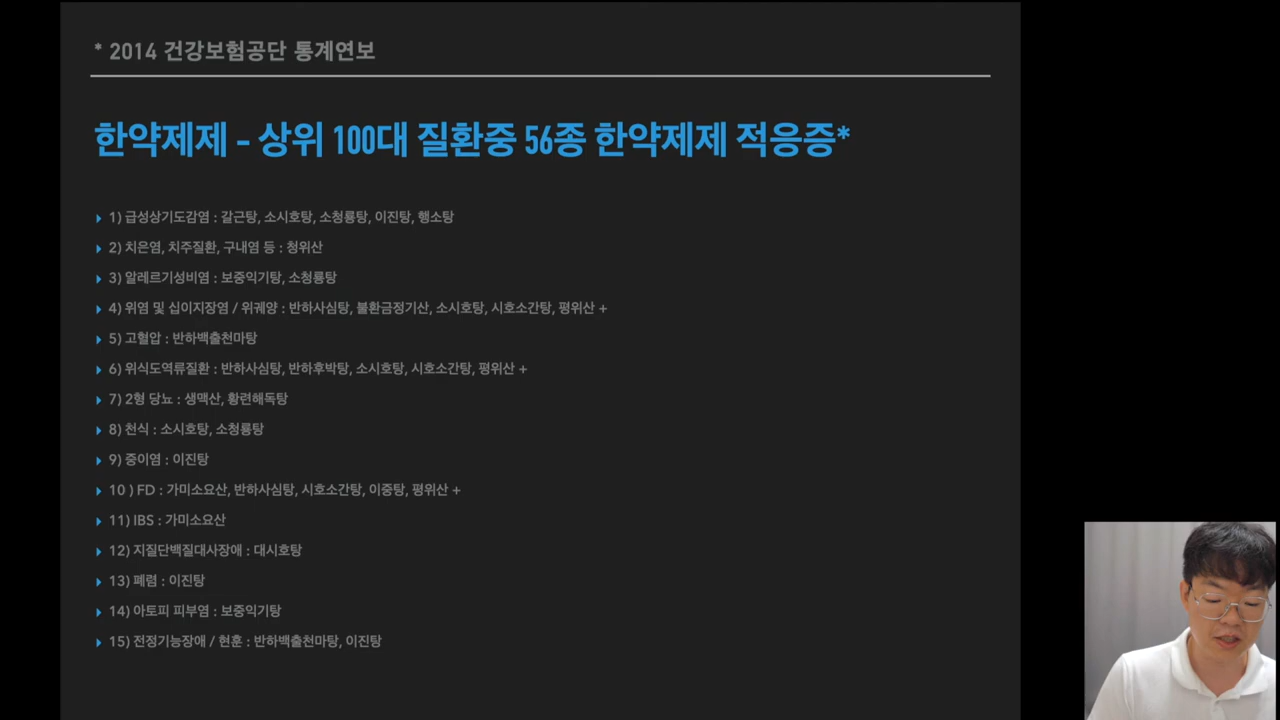 * 2014 건강보험공단 통계연보
한약제제 - 상위 100대 질환중 56종 한약제제 적응증*
1) 급성상기도감염 : 갈근탕, 소시호탕, 소청룡탕, 이진탕, 행소탕
2) 치은염, 치주질환, 구내염 등 : 청위산
3) 알레르기성비염 : 보중익기탕, 소청룡탕
4) 위염 및 십이지장염 / 위궤양 : 반하사심탕, 불환금정기산, 소시호탕, 시호소간탕, 평위산 +
5) 고혈압 : 반하백출천마탕
6) 위식도역류질환 : 반하사심탕, 반하후박탕, 소시호탕, 시호소간탕, 평위산 +
7) 2형 당뇨 : 생맥산, 황련해독탕
8) 천식 : 소시호탕, 소청룡탕
9) 중이염 : 이진탕
10 ) FD : 가미소요산, 반하사심탕, 시호소간탕, 이중탕, 평위산 +
11) IBS : 가미소요산
12) 지질단백질대사장애 : 대시호탕
13) 폐렴 : 이진탕
14) 아토피 피부염 : 보중익기탕
15) 전정기능장애 / 현훈 : 반하백출천마탕, 이진탕